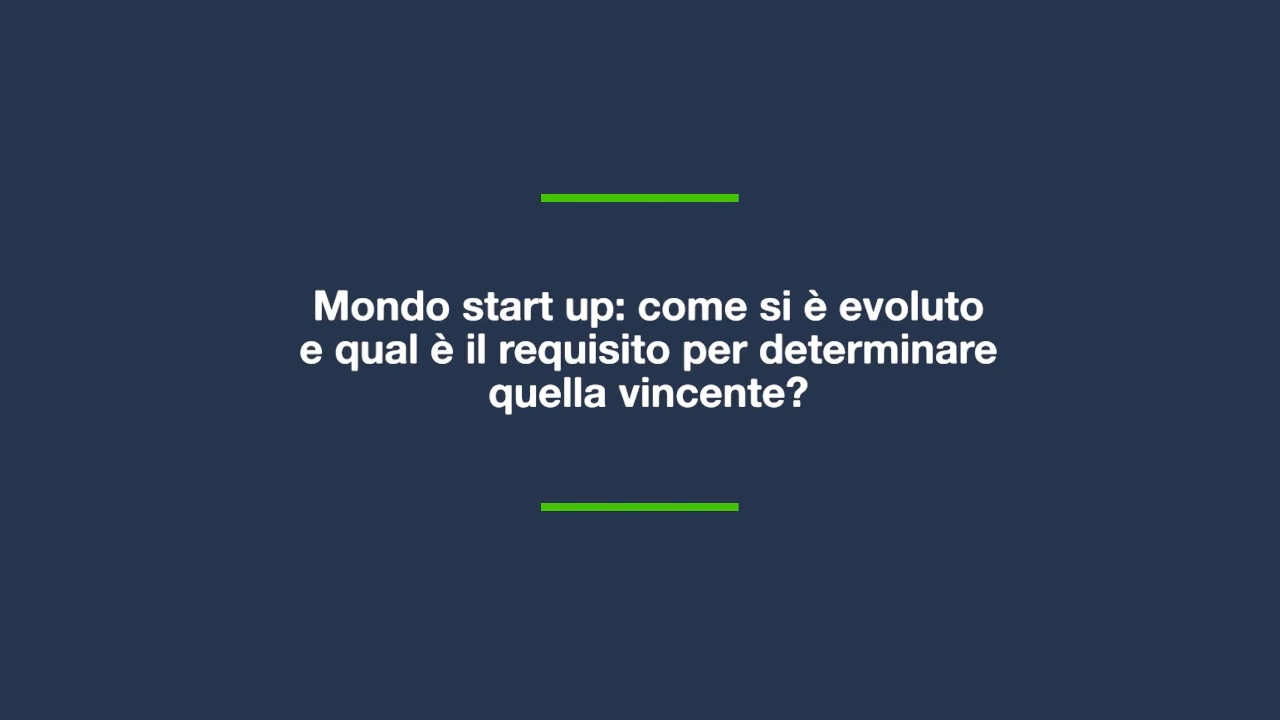 Mondo start up: come si è evoluto
e qual è il requisito per determinare
quella vincente?